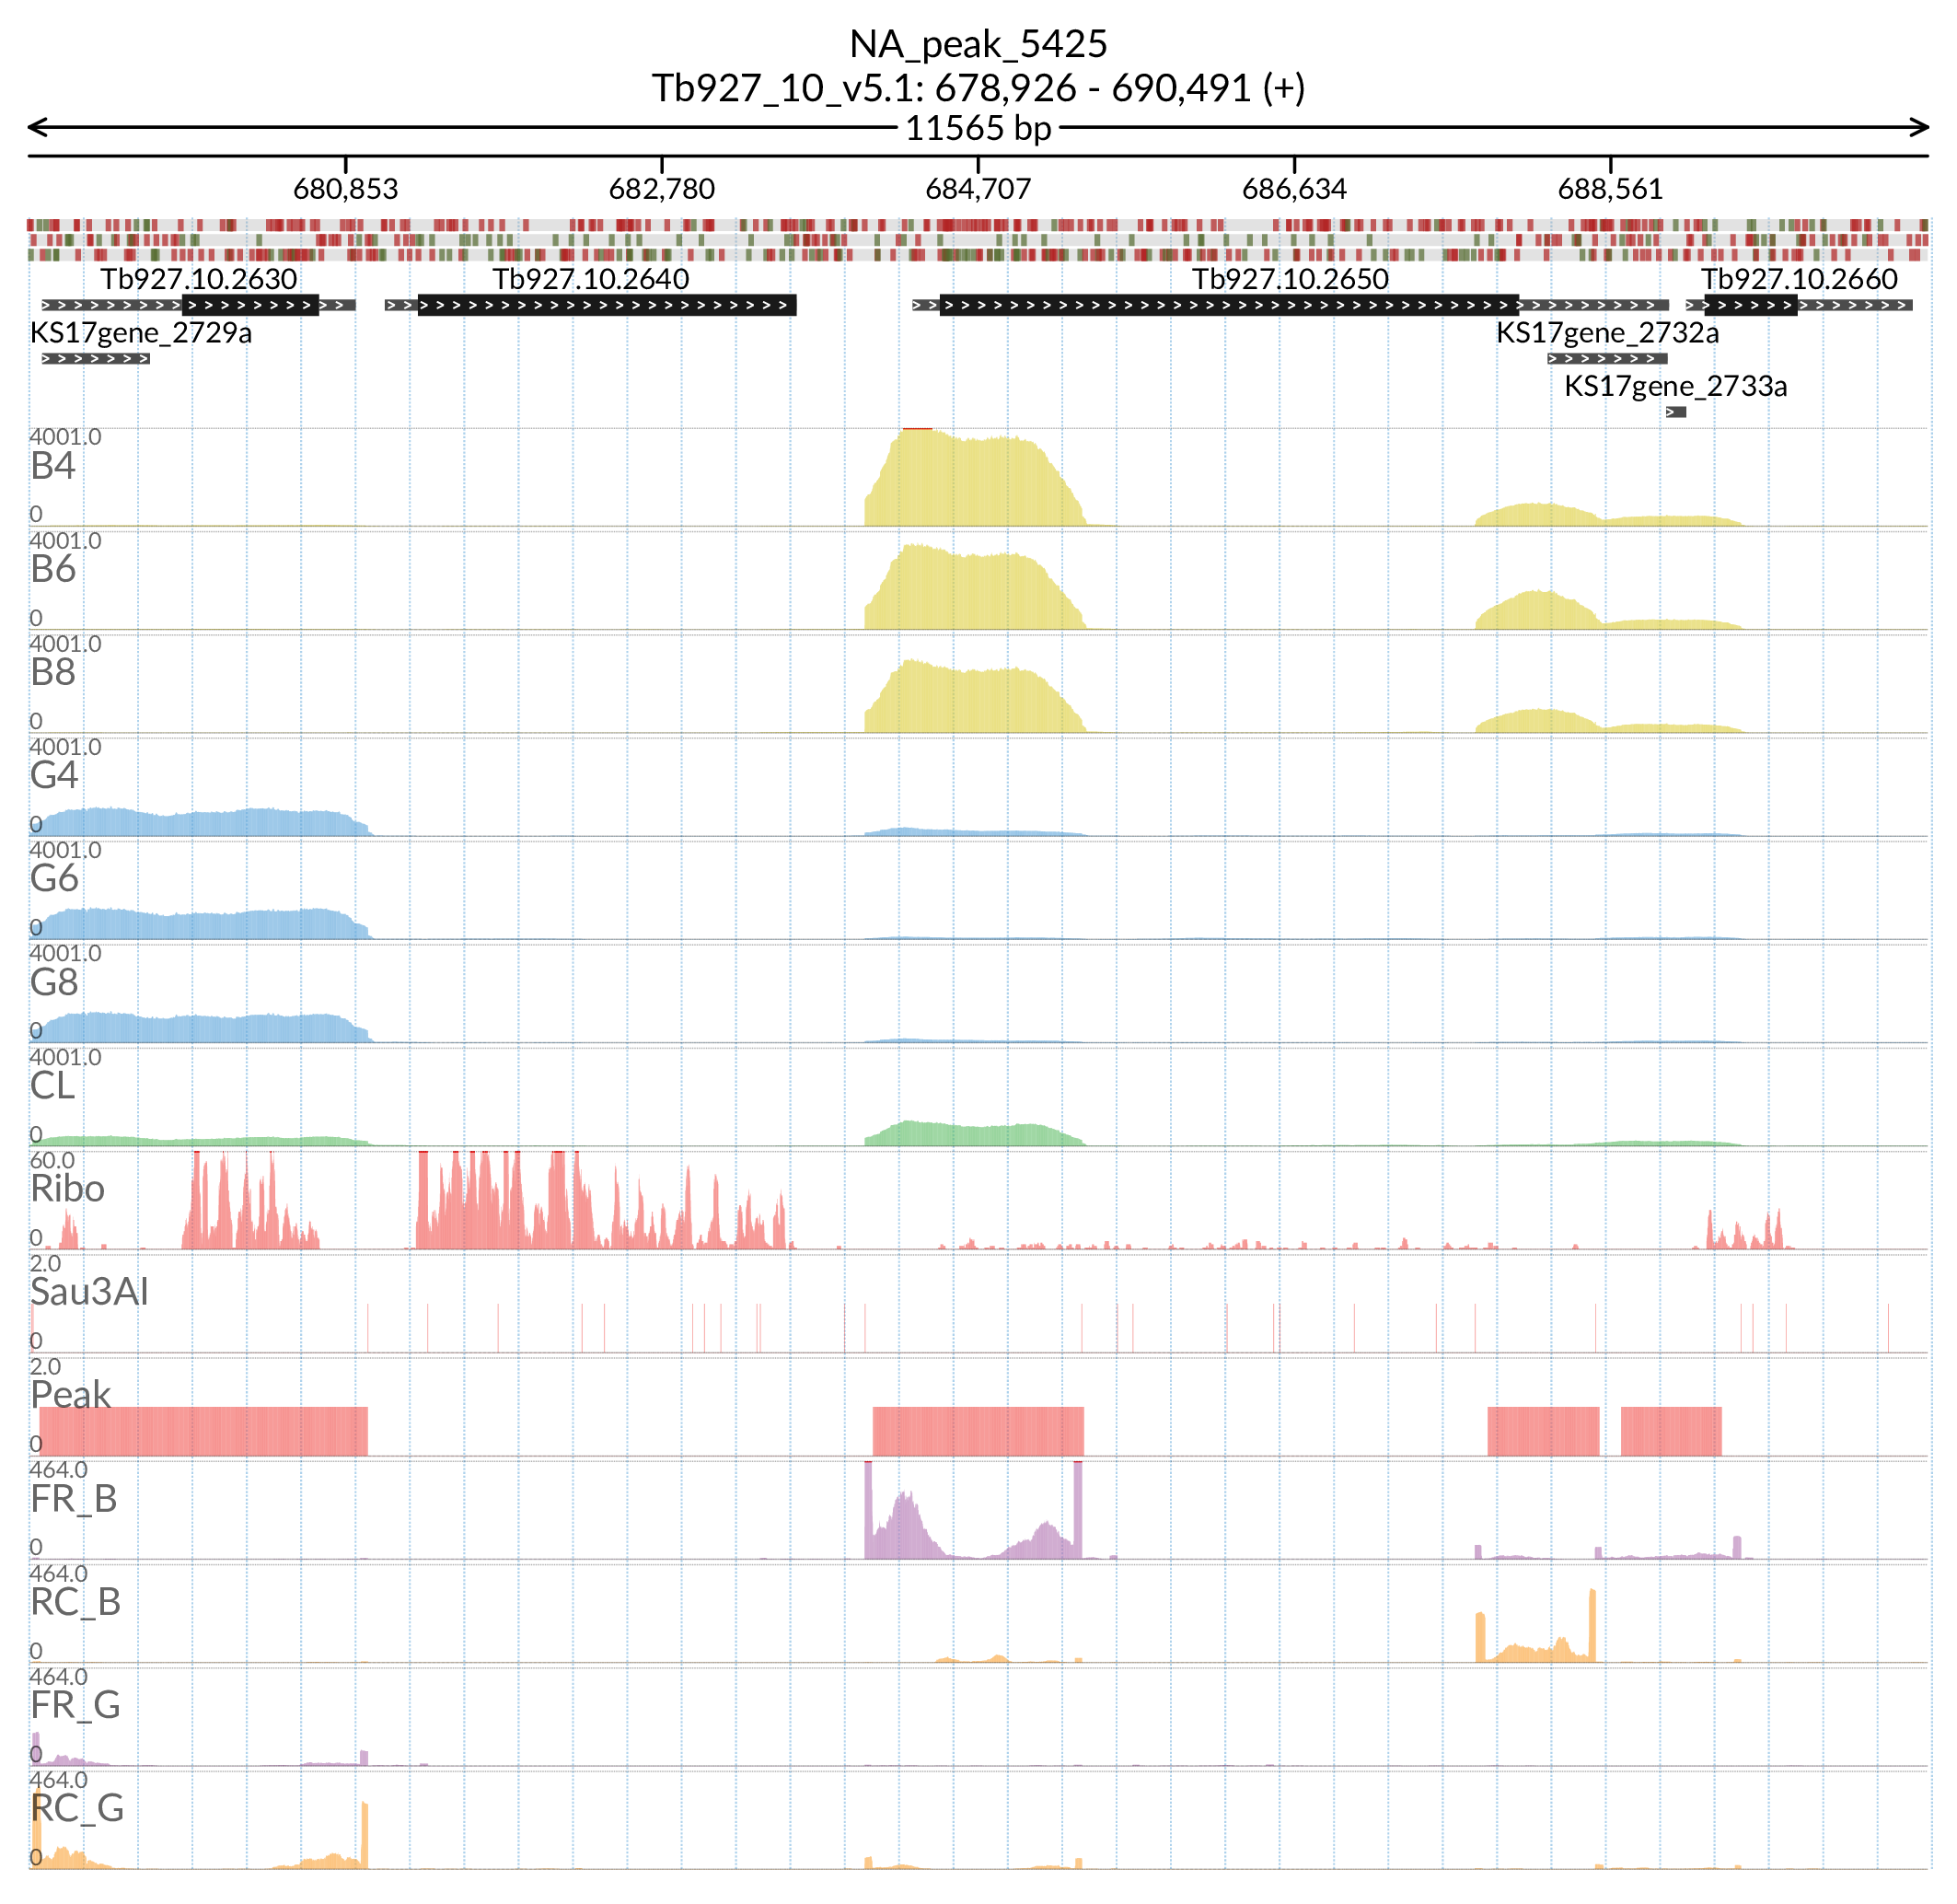 NA_peak_5425
Tb927_10_v5.1: 678,926 - 690,491 (+)
11565 bp
680,853 682,780 684,707 686,634 688,561
Tb927.10.2630 Tb927.10.2640 Tb927.10.2650 Tb927.10.2660
KS17gene_2729a KS17gene_2732a
KS17gene_2733a
4001.0
B4
0
4001.0
B6
0
4001.0
B8
0
4001.0
G4
0
4001.0
G6
0
4001.0
G8
0
4001.0
CL
0
60.0
Ribo
0
2.0
Sau3AI
0
2.0
Peak
0
464.0
FR_B
0
464.0
RC_B
0
464.0
FR_G
0
464.0
RC_G
0